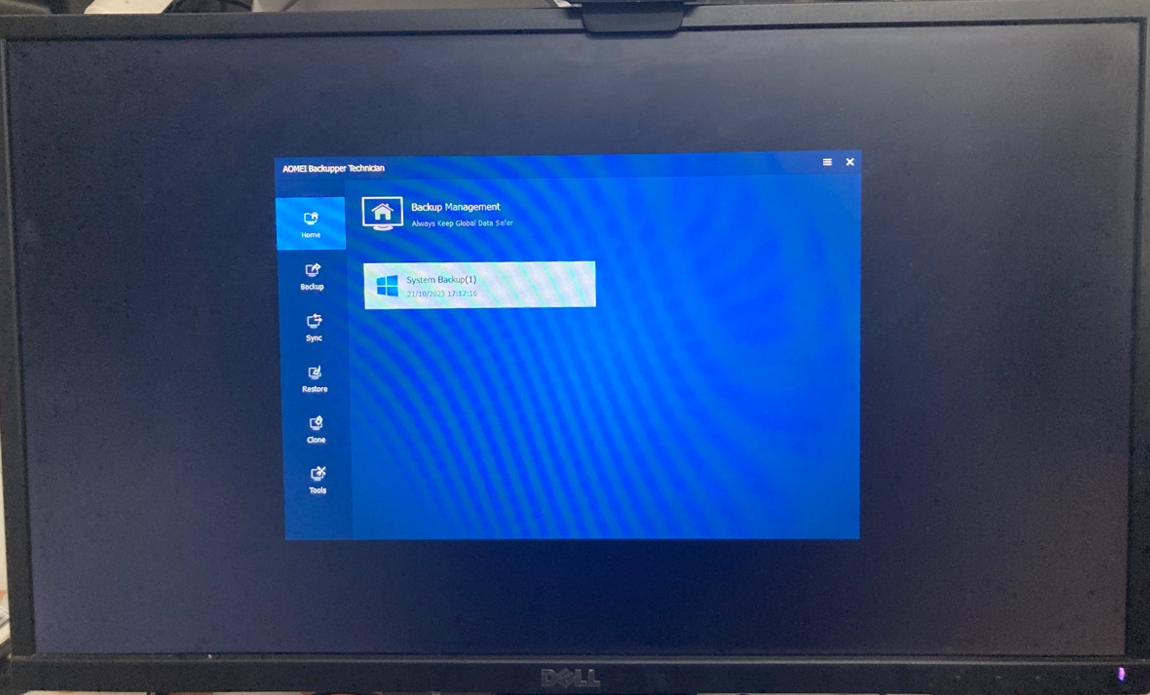 AOMEI Backupper Technician
Home
Backup
Sync
Restore
Clone
Tools
Backup Management
Always Keep Global Data Safer
System Backup(1)
21/10/2023 17:17:16
DELL